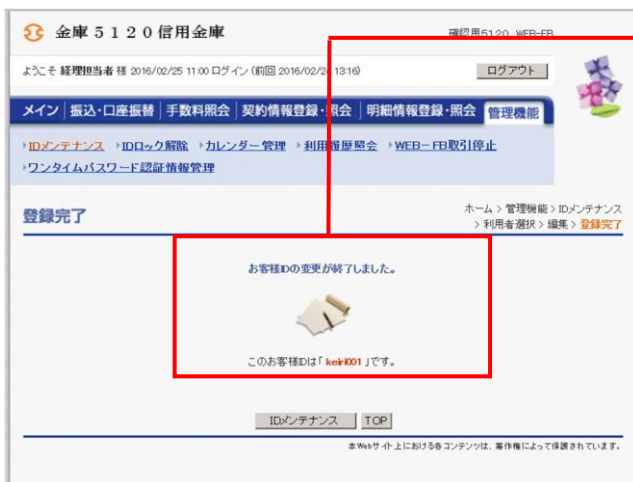 金庫５１２０信用金庫
確認用5120 WEB-FB
ようこそ 経理担当者 様 2016/02/25 11:00 ログイン (前回 2016/02/24 13:16)
ログアウト
メイン 振込・口座振替 手数料照会 契約情報登録・照会 明細情報登録・照会 管理機能
IDメンテナンス IDロック解除 カレンダー管理 利用履歴照会 WEB－FB取引停止
ワンタイムパスワード認証情報管理
登録完了
ホーム > 管理機能 > IDメンテナンス
> 利用者選択 > 編集 > 登録完了
お客様IDの変更が終了しました。
このお客様IDは「keiri001」です。
IDメンテナンス TOP
本Webサイト上における各コンテンツは、著作権によって保護されています。